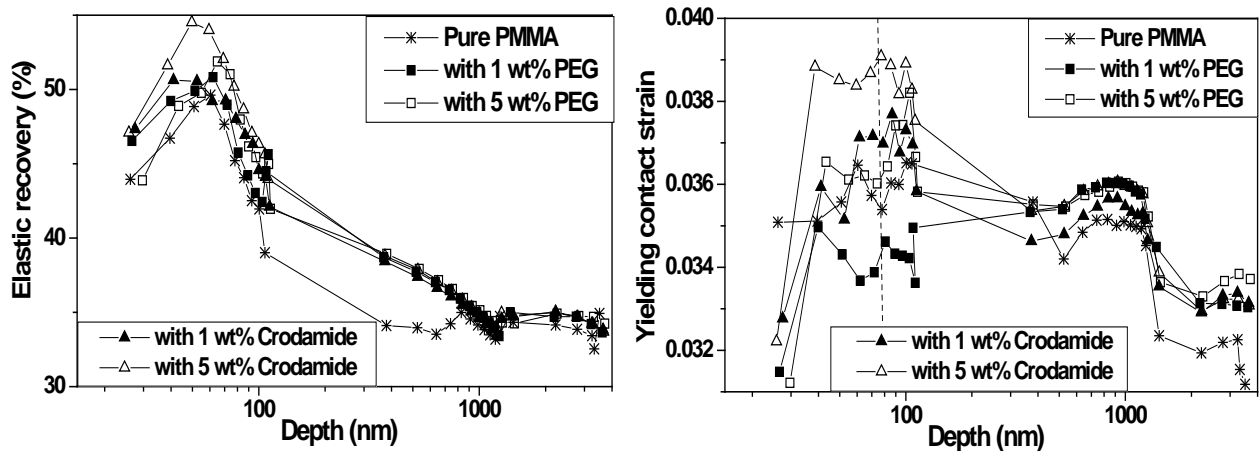 Elastic recovery (%)
50
40
30
Pure PMMA
with 1 wt% PEG
with 5 wt% PEG
with 1 wt% Crodamide
with 5 wt% Crodamide
100
1000
Depth (nm)
Yielding contact strain
0.040
0.038
0.036
0.034
0.032
Pure PMMA
with 1 wt% PEG
with 5 wt% PEG
with 1 wt% Crodamide
with 5 wt% Crodamide
100
1000
Depth (nm)